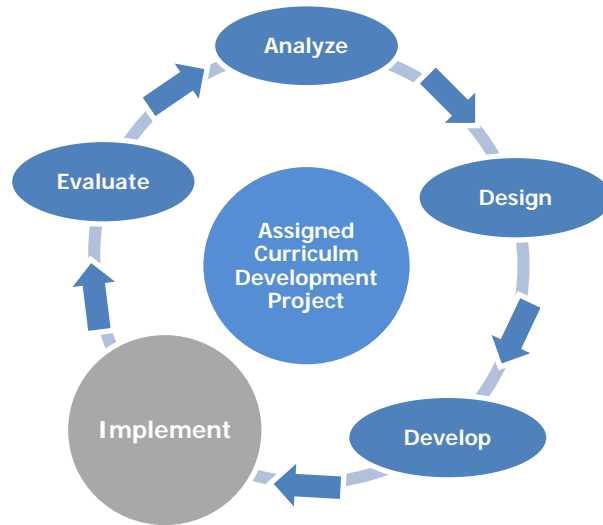 Analyze
Design
Develop
Implement
Evaluate
Assigned
Curriculm
Development
Project